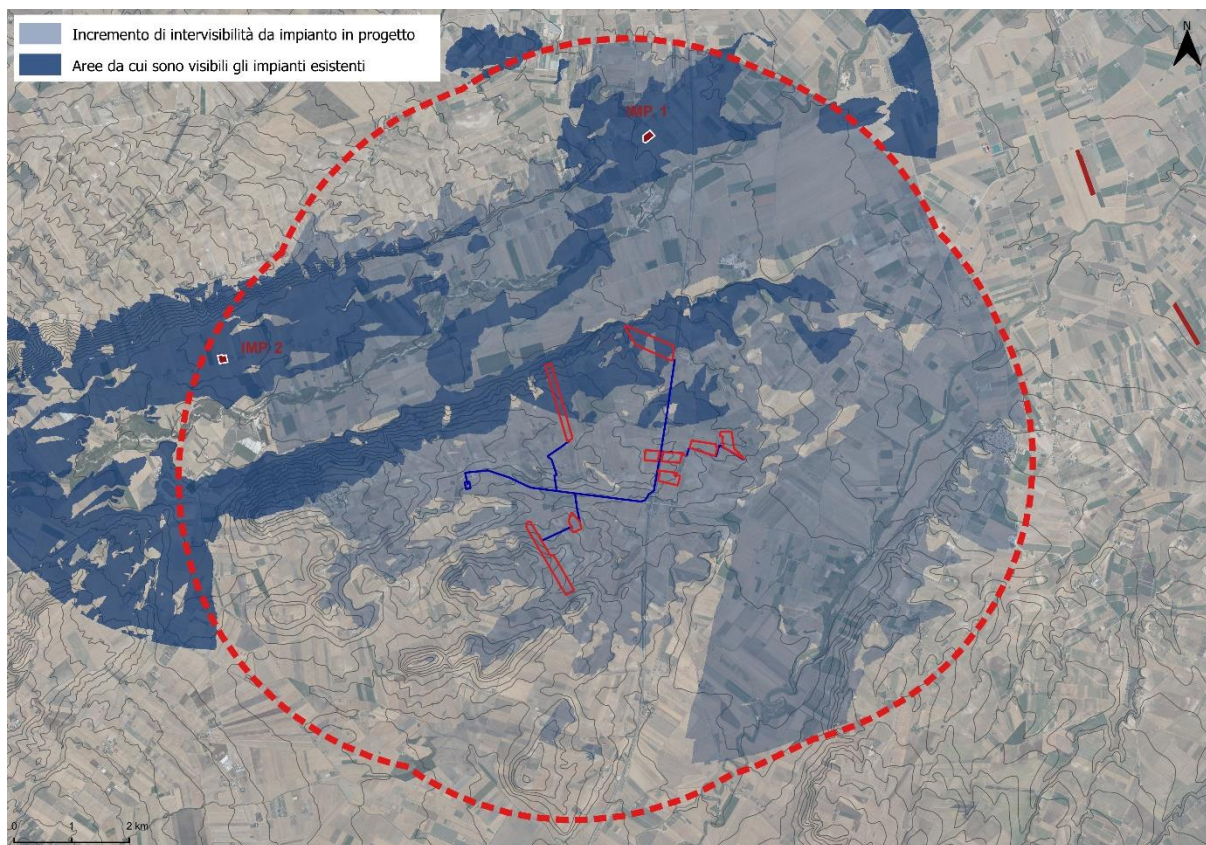 Incremento di intervisibilità da impianto in progetto
Aree da cui sono visibili gli impianti esistenti
N
IMP. 1
IMP. 2
0 1 2 km